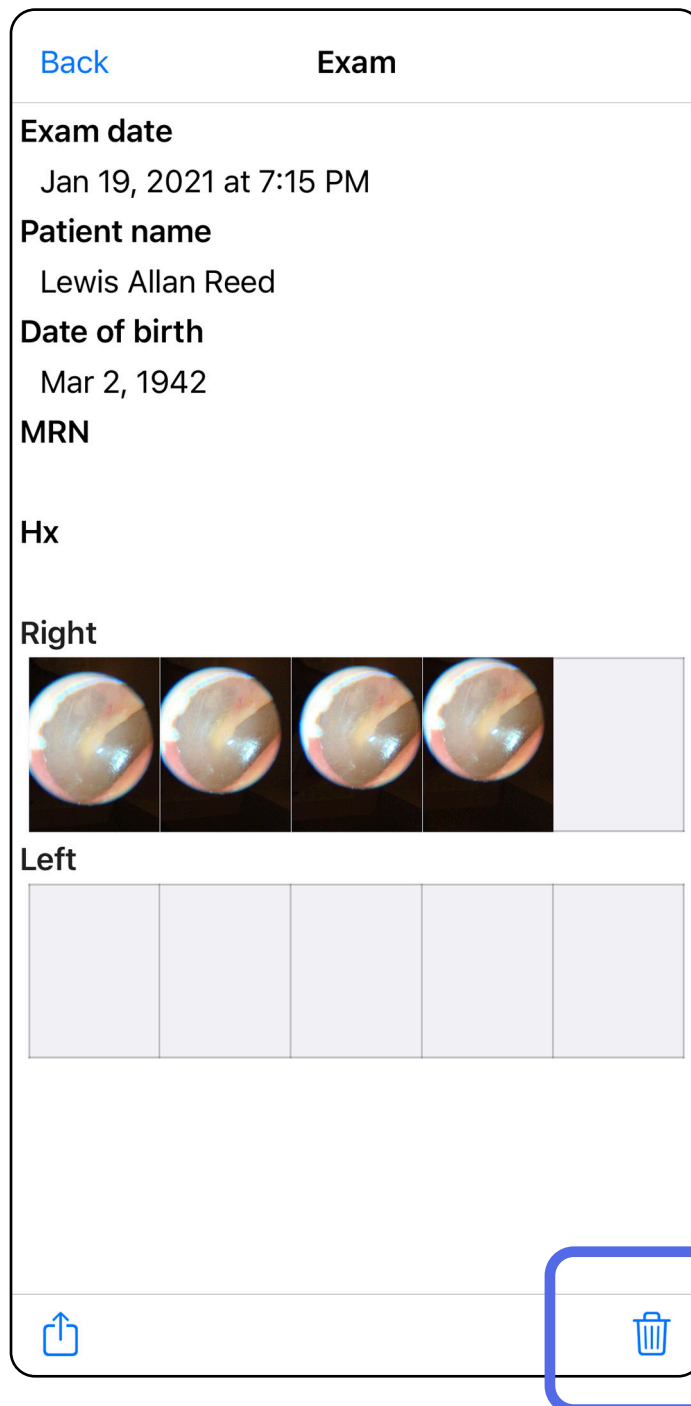 Back
Exam
Exam date
Jan 19, 2021 at 7:15 PM
Patient name
Lewis Allan Reed
Date of birth
Mar 2, 1942
MRN
Hx
Right
Left